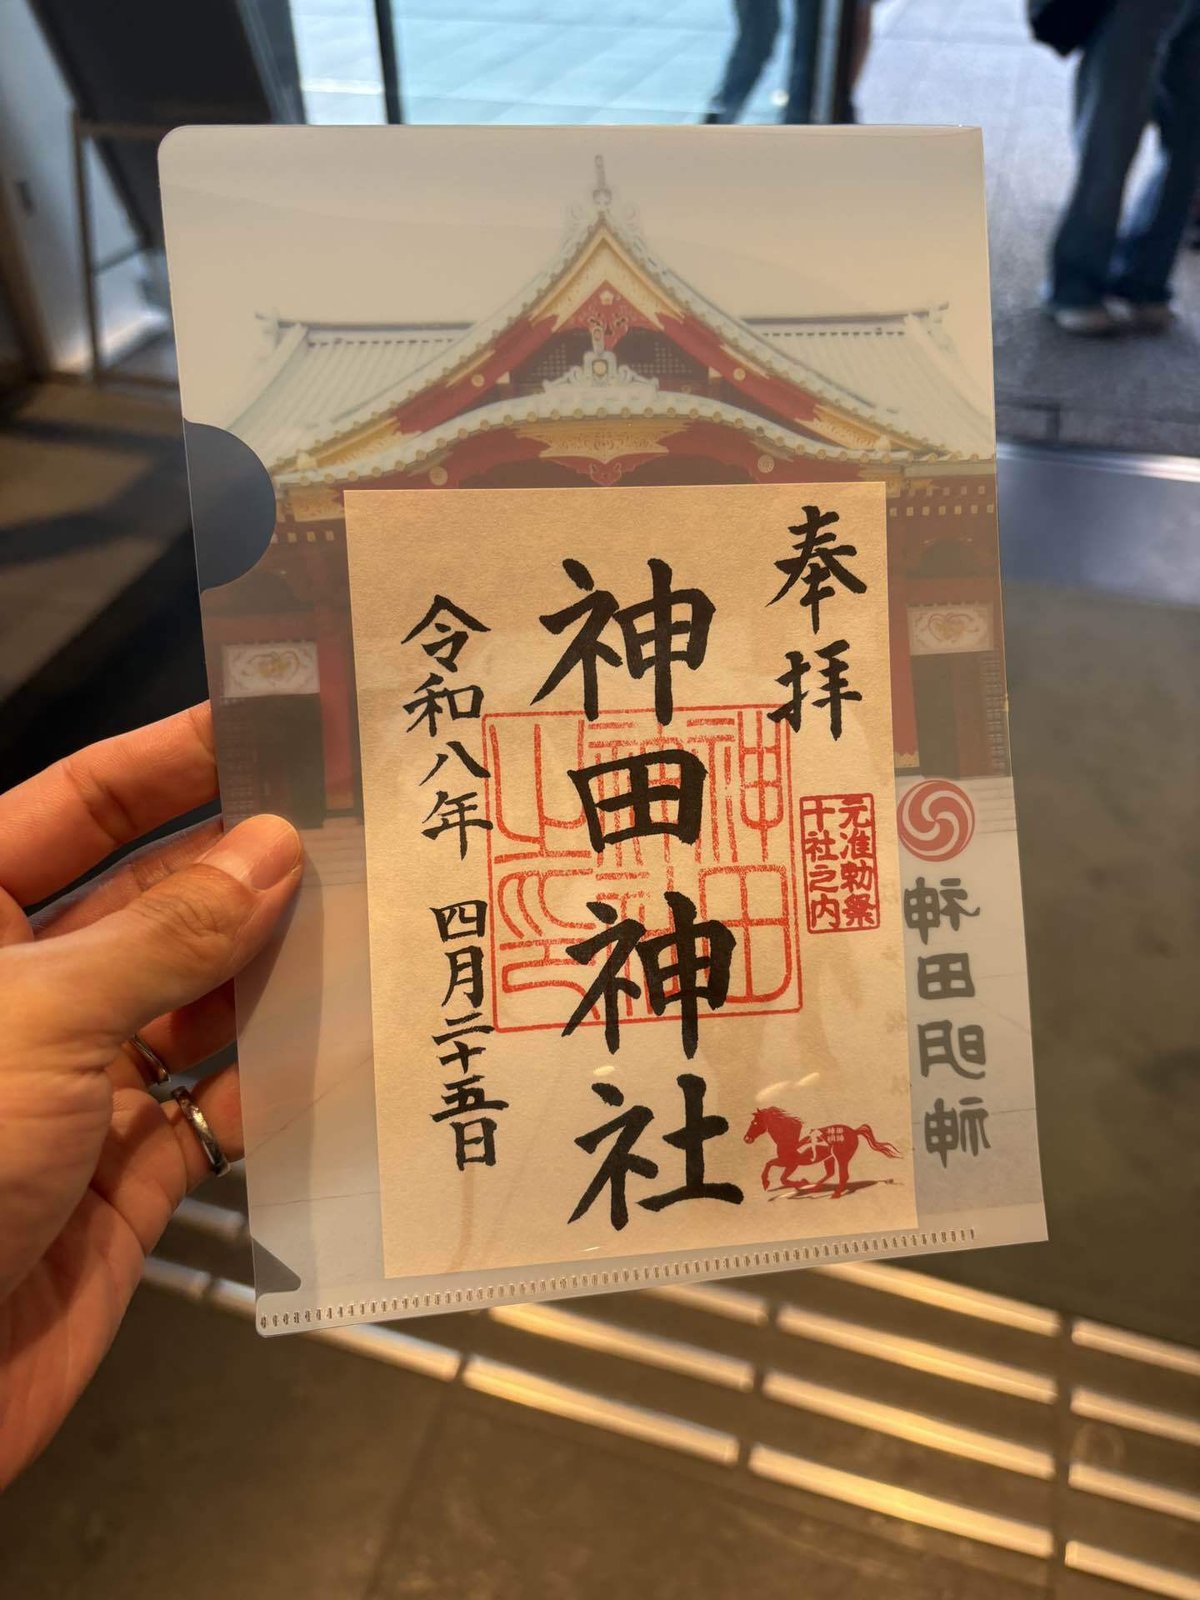 奉拝
元准勅祭
十社之内
神田神社
令和八年 四月二十五日
神田明神